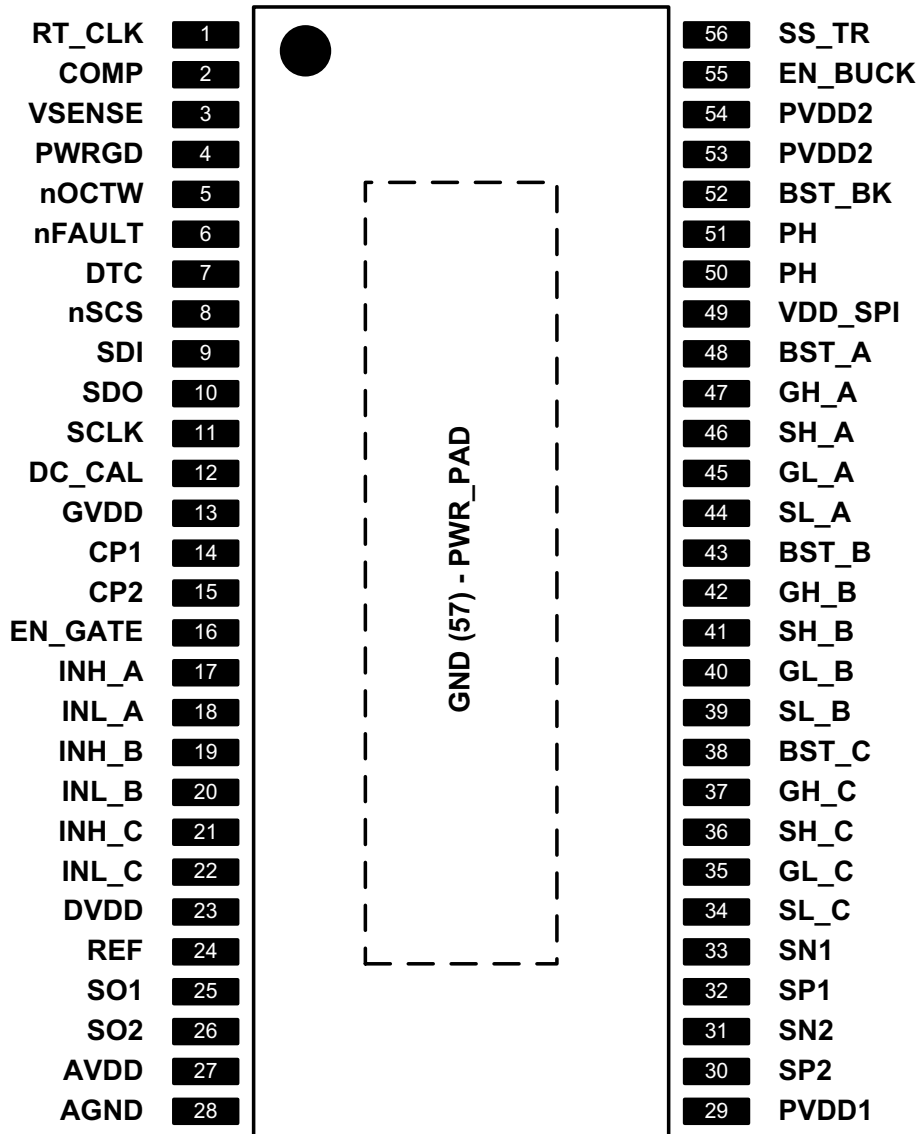 RT_CLK 1 56 SS_TR
COMP 2 55 EN_BUCK
VSENSE 3 54 PVDD2
PWRGD 4 53 PVDD2
nOCTW 5 52 BST_BK
nFAULT 6 51 PH
DTC 7 50 PH
nSCS 8 49 VDD_SPI
SDI 9 48 BST_A
SDO 10 47 GH_A
SCLK 11 46 SH_A
DC_CAL 12 45 GL_A
GVDD 13 44 SL_A
CP1 14 43 BST_B
CP2 15 42 GH_B
EN_GATE 16 41 SH_B
INH_A 17 40 GL_B
INL_A 18 39 SL_B
INH_B 19 38 BST_C
INL_B 20 37 GH_C
INH_C 21 36 SH_C
INL_C 22 35 GL_C
DVDD 23 34 SL_C
REF 24 33 SN1
SO1 25 32 SP1
SO2 26 31 SN2
AVDD 27 30 SP2
AGND 28 29 PVDD1
GND (57) - PWR_PAD